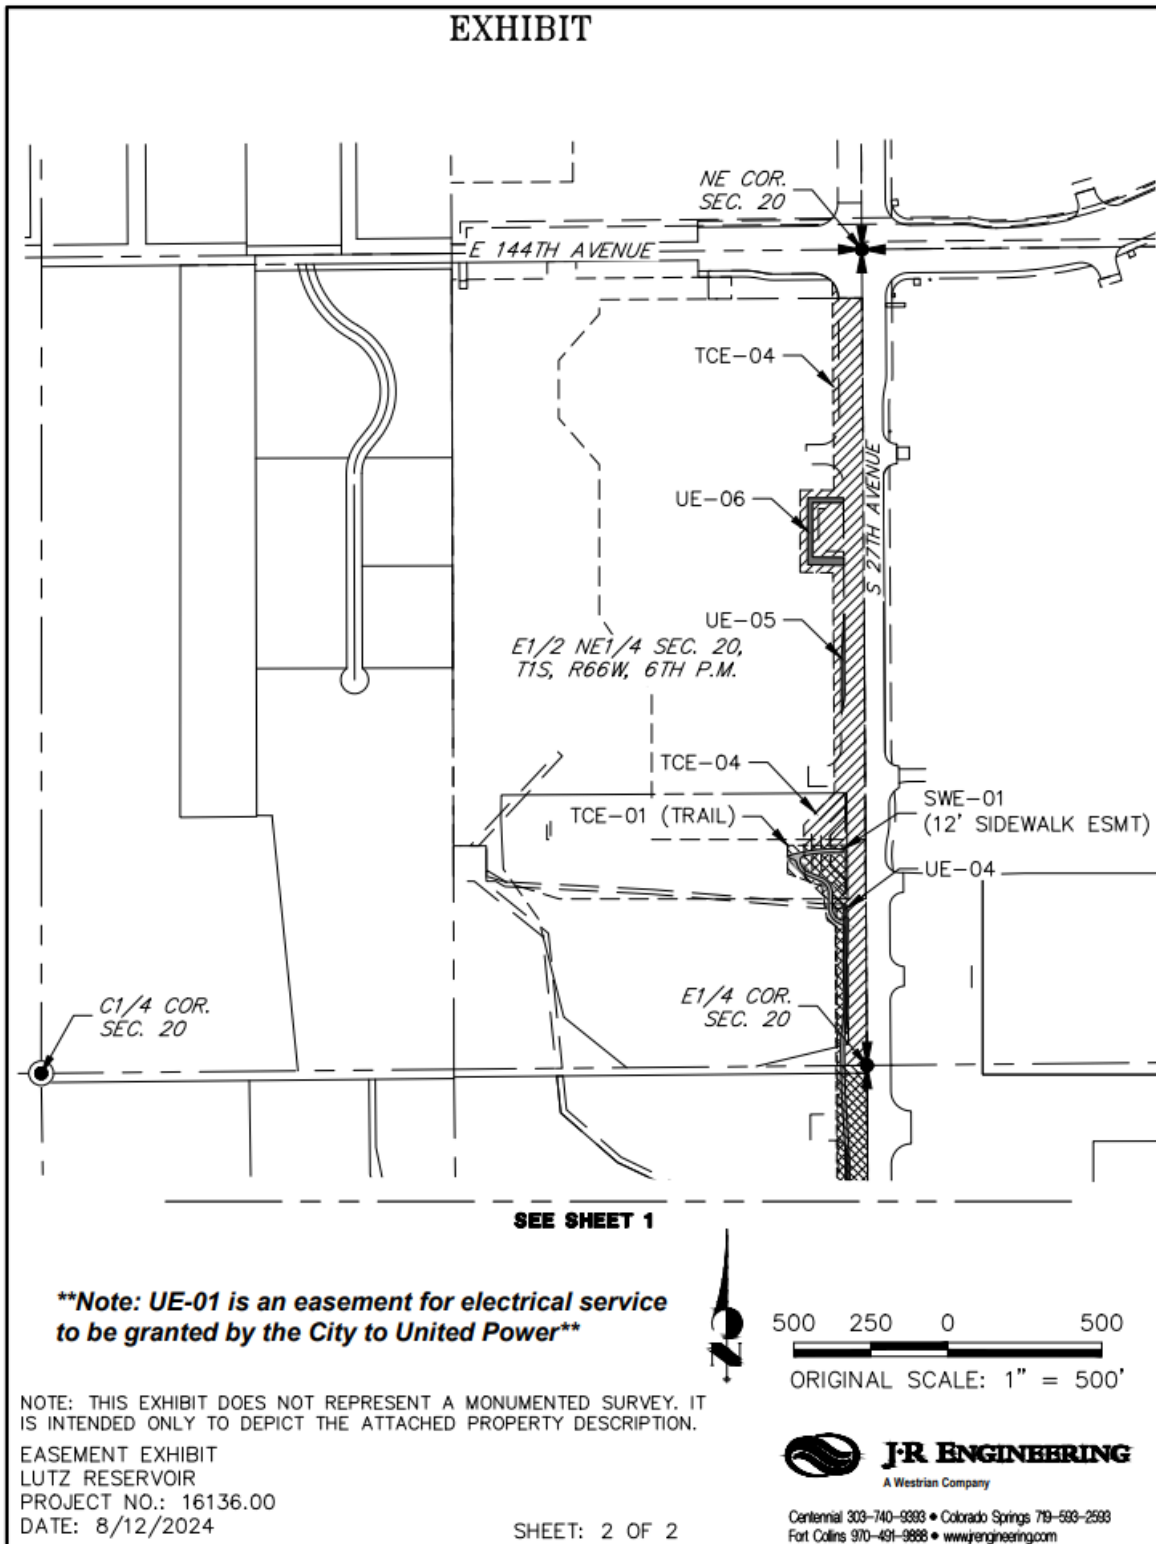 EXHIBIT
NE COR.
SEC. 20
E 144TH AVENUE
TCE-04
S 27TH AVENUE
UE-06
UE-05
E1/2 NE1/4 SEC. 20,
T1S, R66W, 6TH P.M.
TCE-04
TCE-01 (TRAIL)
SWE-01
(12' SIDEWALK ESMT)
UE-04
C1/4 COR.
SEC. 20
E1/4 COR.
SEC. 20
SEE SHEET 1
**Note: UE-01 is an easement for electrical service
to be granted by the City to United Power**
N
500 250 0 500
ORIGINAL SCALE: 1" = 500'
NOTE: THIS EXHIBIT DOES NOT REPRESENT A MONUMENTED SURVEY. IT
IS INTENDED ONLY TO DEPICT THE ATTACHED PROPERTY DESCRIPTION.
EASEMENT EXHIBIT
LUTZ RESERVOIR
PROJECT NO.: 16136.00
DATE: 8/12/2024
SHEET: 2 OF 2
J·R ENGINEERING
A Westrian Company
Centennial 303-740-9393 • Colorado Springs 719-593-2593
Fort Collins 970-491-9888 • www.jrengineering.com